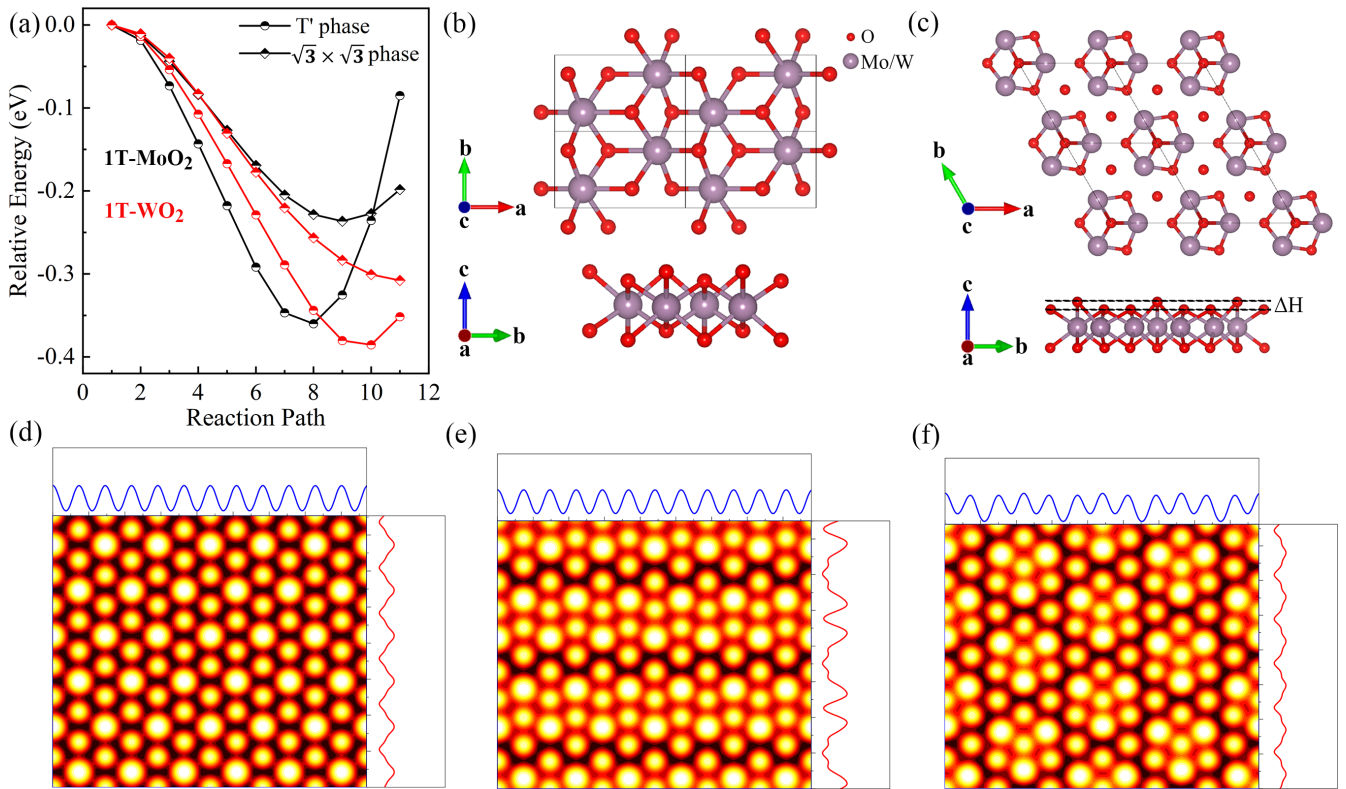 (a)
Relative Energy (eV)
0.0
-0.1
-0.2
-0.3
-0.4
0 2 4 6 8 10 12
Reaction Path
T' phase
√3 × √3 phase
1T-MoO₂
1T-WO₂
(b)
O
Mo/W
b
a
c
c
b
a
(c)
b
a
c
c
b
a
ΔH
(d)
(e)
(f)